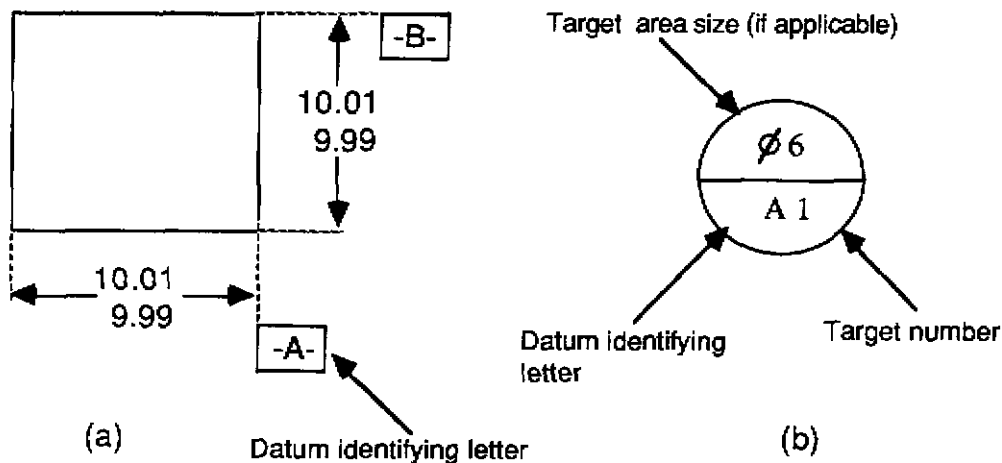 -B-
10.01
9.99
10.01
9.99
-A-
Datum identifying letter
(a)
Target area size (if applicable)
Ø 6
A 1
Datum identifying
letter
Target number
(b)